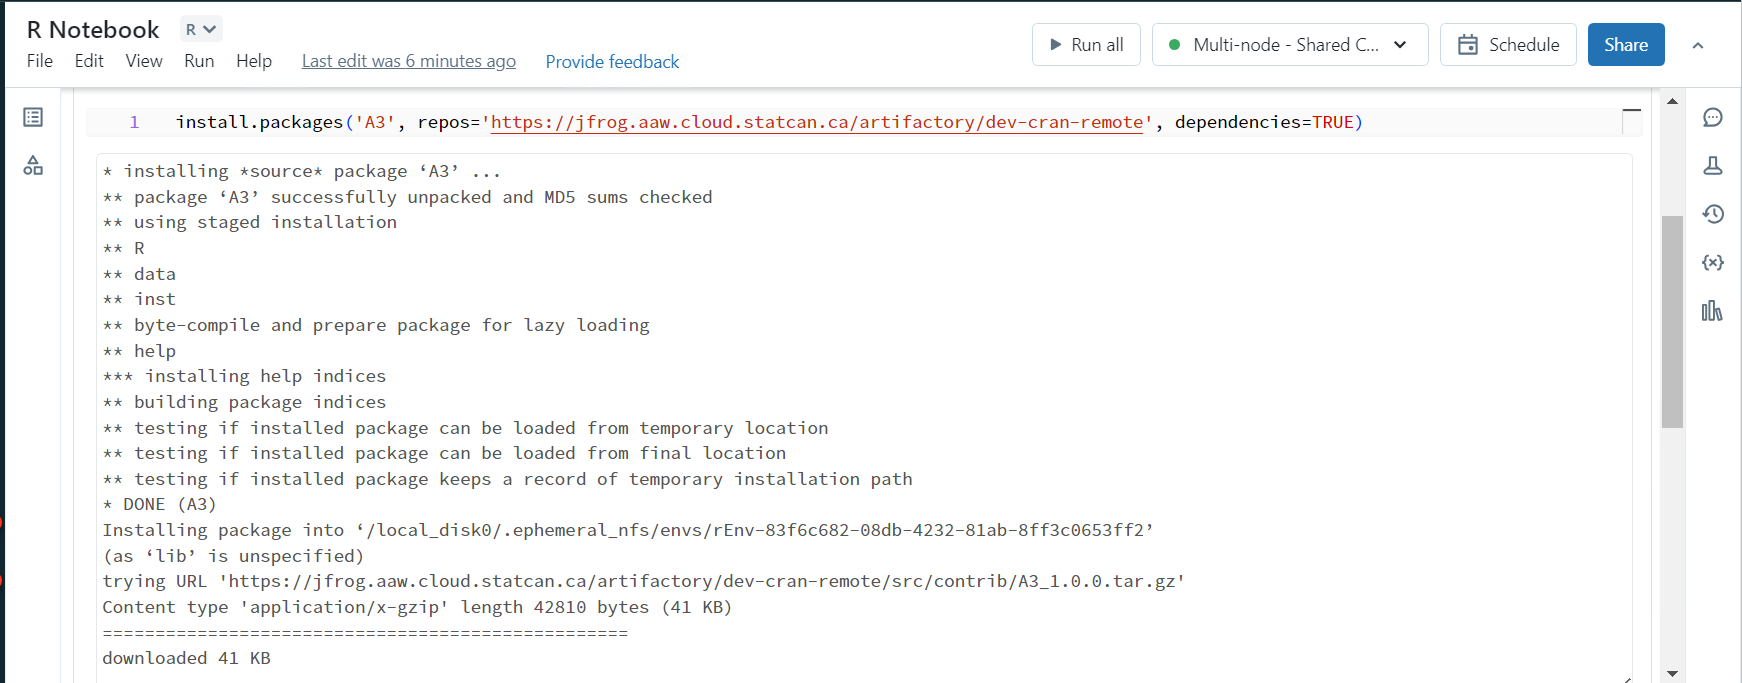 R Notebook R
File Edit View Run Help Last edit was 6 minutes ago Provide feedback
Run all Multi-node - Shared C... Schedule Share
1 install.packages('A3', repos='https://jfrog.aaw.cloud.statcan.ca/artifactory/dev-cran-remote', dependencies=TRUE)
* installing *source* package ‘A3’ ...
** package ‘A3’ successfully unpacked and MD5 sums checked
** using staged installation
** R
** data
** inst
** byte-compile and prepare package for lazy loading
** help
*** installing help indices
** building package indices
** testing if installed package can be loaded from temporary location
** testing if installed package can be loaded from final location
** testing if installed package keeps a record of temporary installation path
* DONE (A3)
Installing package into ‘/local_disk0/.ephemeral_nfs/envs/rEnv-83f6c682-08db-4232-81ab-8ff3c0653ff2’
(as ‘lib’ is unspecified)
trying URL 'https://jfrog.aaw.cloud.statcan.ca/artifactory/dev-cran-remote/src/contrib/A3_1.0.0.tar.gz'
Content type 'application/x-gzip' length 42810 bytes (41 KB)
==================================================
downloaded 41 KB